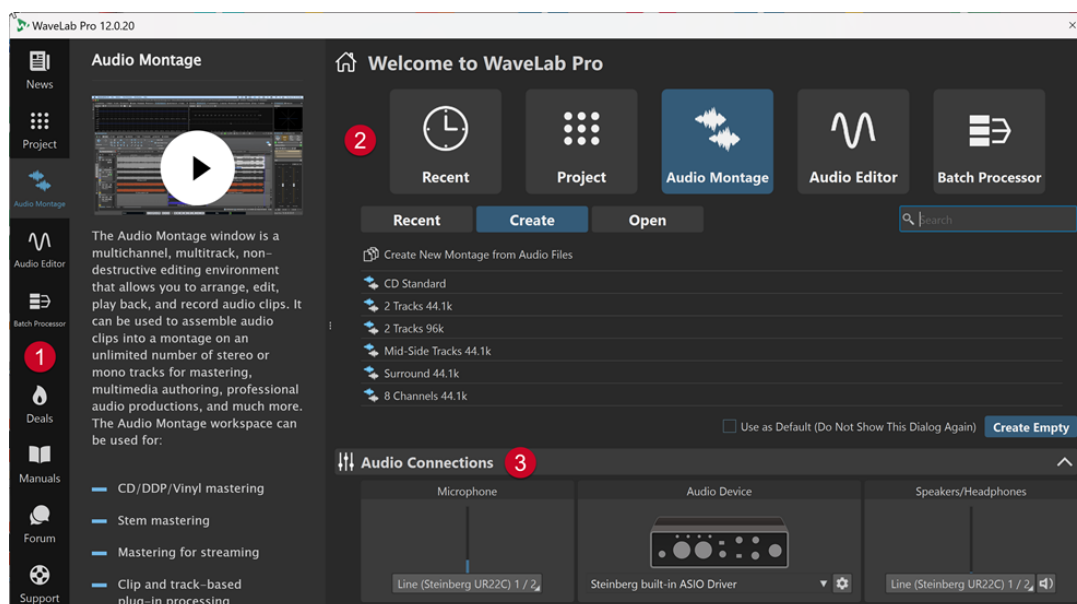 WaveLab Pro 12.0.20
News
Project
Audio Montage
Audio Editor
Batch Processor
1
Deals
Manuals
Forum
Support
Audio Montage
The Audio Montage window is a
multichannel, multitrack, non-
destructive editing environment
that allows you to arrange, edit,
play back, and record audio clips. It
can be used to assemble audio
clips into a montage on an
unlimited number of stereo or
mono tracks for mastering,
multimedia authoring, professional
audio productions, and much more.
The Audio Montage workspace can
be used for:
CD/DDP/Vinyl mastering
Stem mastering
Mastering for streaming
Clip and track-based
plug-in processing
Welcome to WaveLab Pro
2
Recent
Project
Audio Montage
Audio Editor
Batch Processor
Recent
Create
Open
Search
Create New Montage from Audio Files
CD Standard
2 Tracks 44.1k
2 Tracks 96k
Mid-Side Tracks 44.1k
Surround 44.1k
8 Channels 44.1k
Use as Default (Do Not Show This Dialog Again)
Create Empty
Audio Connections
3
Microphone
Line (Steinberg UR22C) 1 / 2
Audio Device
Steinberg built-in ASIO Driver
Speakers/Headphones
Line (Steinberg UR22C) 1 / 2